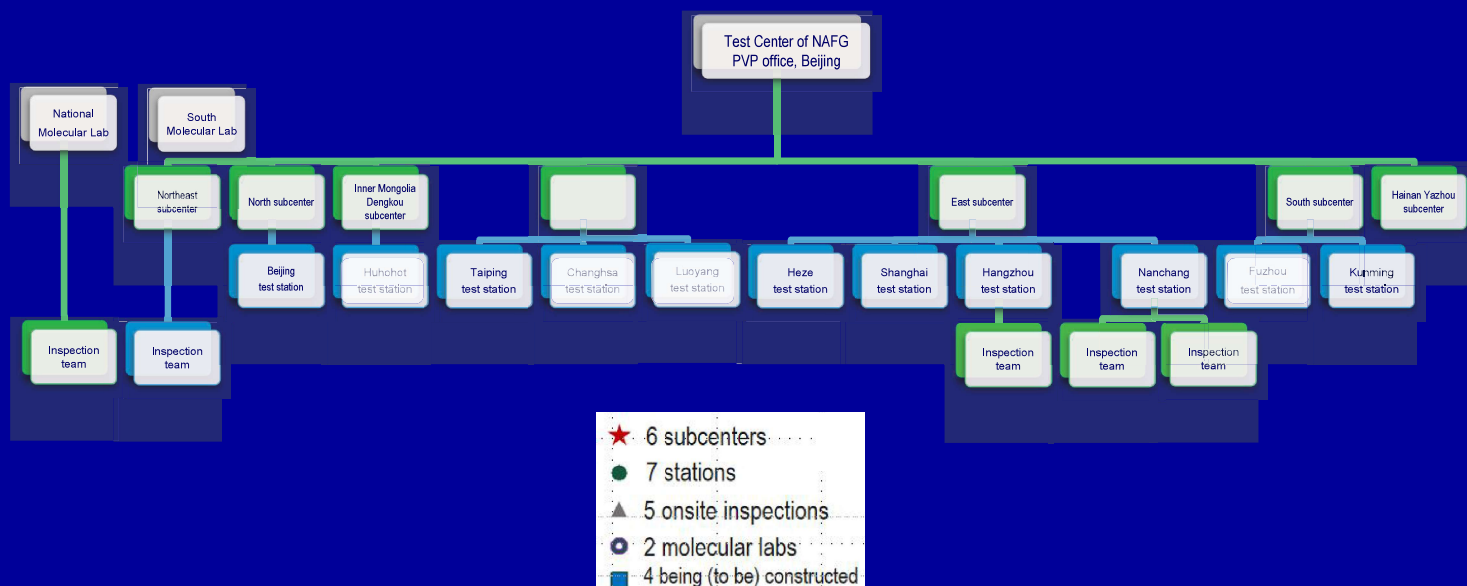 Test Center of NAFG
PVP office, Beijing
National
Molecular Lab
South
Molecular Lab
Northeast
subcenter
North subcenter
Inner Mongolia
Dengkou
subcenter
East subcenter
South subcenter
Hainan Yazhou
subcenter
Beijing
test station
Huhohot
test station
Taiping
test station
Changhsa
test station
Luoyang
test station
Heze
test station
Shanghai
test station
Hangzhou
test station
Nanchang
test station
Fuzhou
test station
Kunming
test station
Inspection
team
Inspection
team
Inspection
team
Inspection
team
Inspection
team
6 subcenters
7 stations
5 onsite inspections
2 molecular labs
4 being (to be) constructed